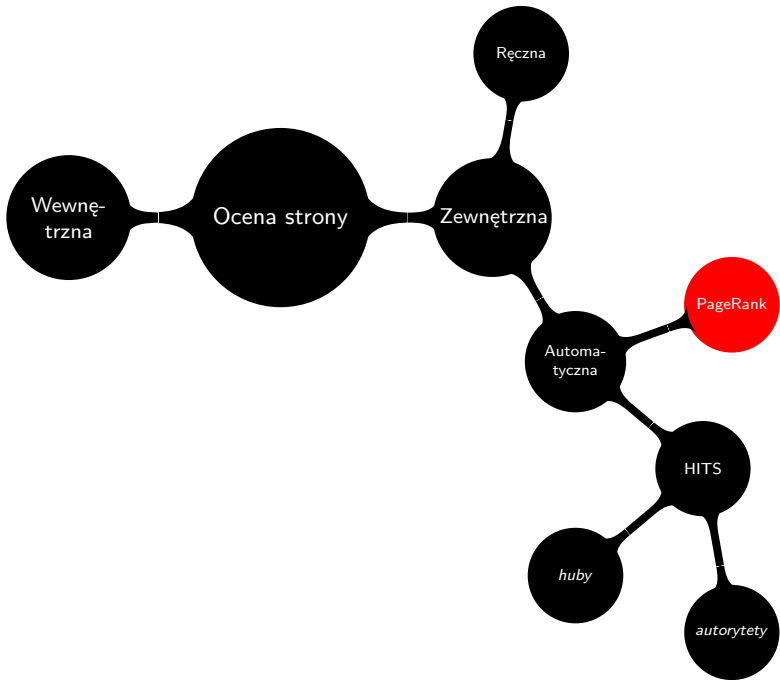 Ręczna
Wewnę-
trzna
Ocena strony
Zewnętrzna
PageRank
Automa-
tyczna
HITS
huby
autorytety